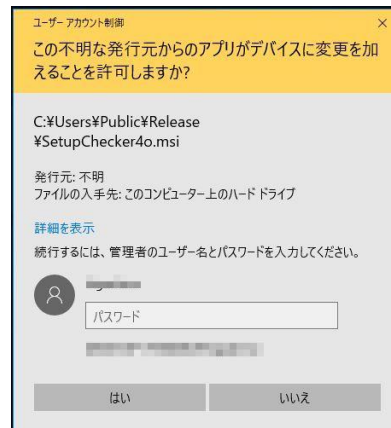 ユーザー アカウント制御
×
この不明な発行元からのアプリがデバイスに変更を加
えることを許可しますか?
C:¥Users¥Public¥Release
¥SetupChecker4o.msi
発行元: 不明
ファイルの入手先: このコンピューター上のハード ドライブ
詳細を表示
続行するには、管理者のユーザー名とパスワードを入力してください。
パスワード
はい
いいえ